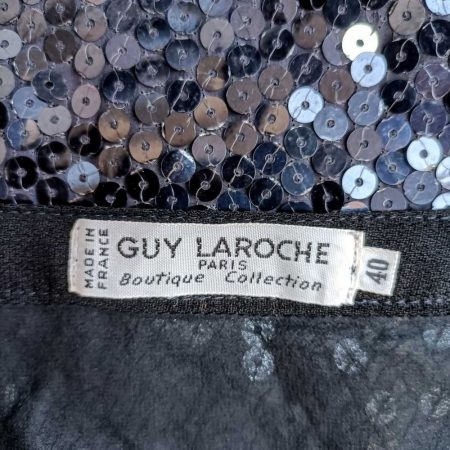 MADE IN
FRANCE
GUY LAROCHE
PARIS
Boutique Collection
40